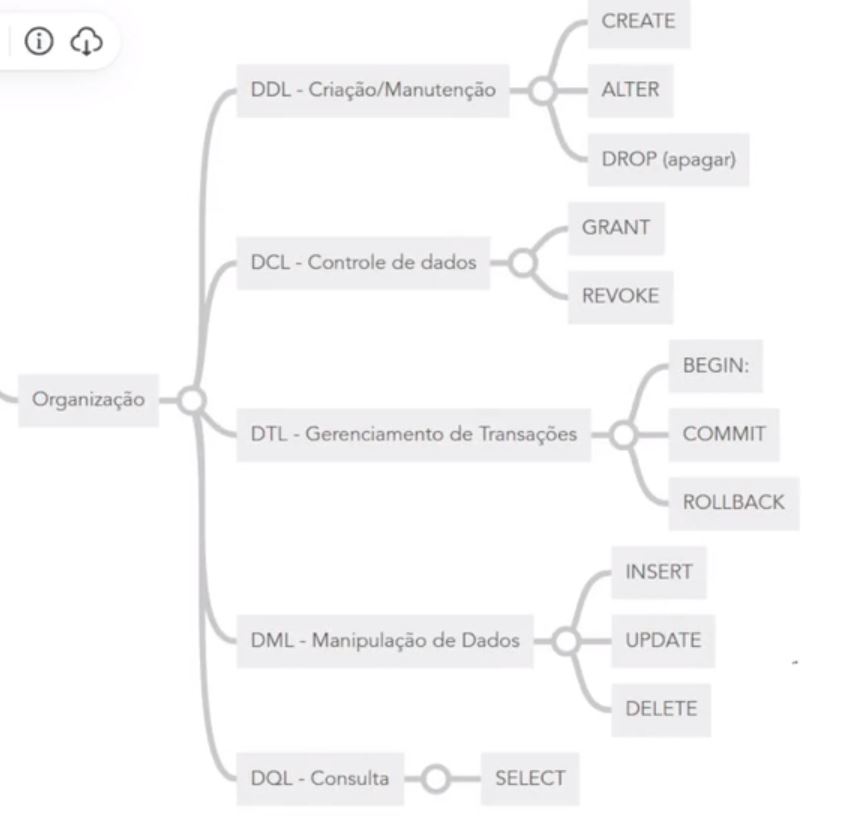 CREATE
DDL - Criação/Manutenção
ALTER
DROP (apagar)
GRANT
DCL - Controle de dados
REVOKE
BEGIN:
Organização
DTL - Gerenciamento de Transações
COMMIT
ROLLBACK
INSERT
DML - Manipulação de Dados
UPDATE
DELETE
DQL - Consulta
SELECT